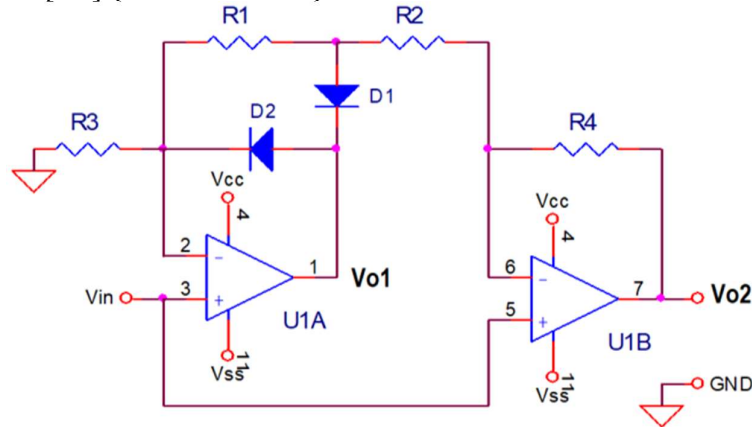 R1
R2
D1
D2
R3
R4
Vcc
4
Vcc
4
2
-
1
Vo1
6
-
7
Vo2
Vin
3
+
5
+
U1A
U1B
11
Vss
11
Vss
GND